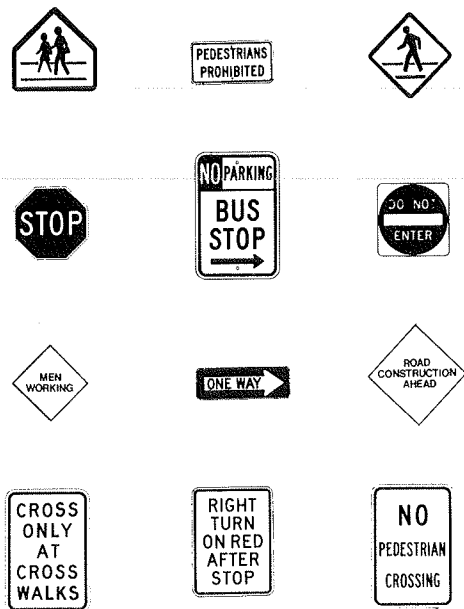 PEDESTRIANS
PROHIBITED
STOP
NO PARKING
BUS
STOP
DO NOT
ENTER
MEN
WORKING
ONE WAY
ROAD
CONSTRUCTION
AHEAD
CROSS
ONLY
AT
CROSS
WALKS
RIGHT
TURN
ON RED
AFTER
STOP
NO
PEDESTRIAN
CROSSING